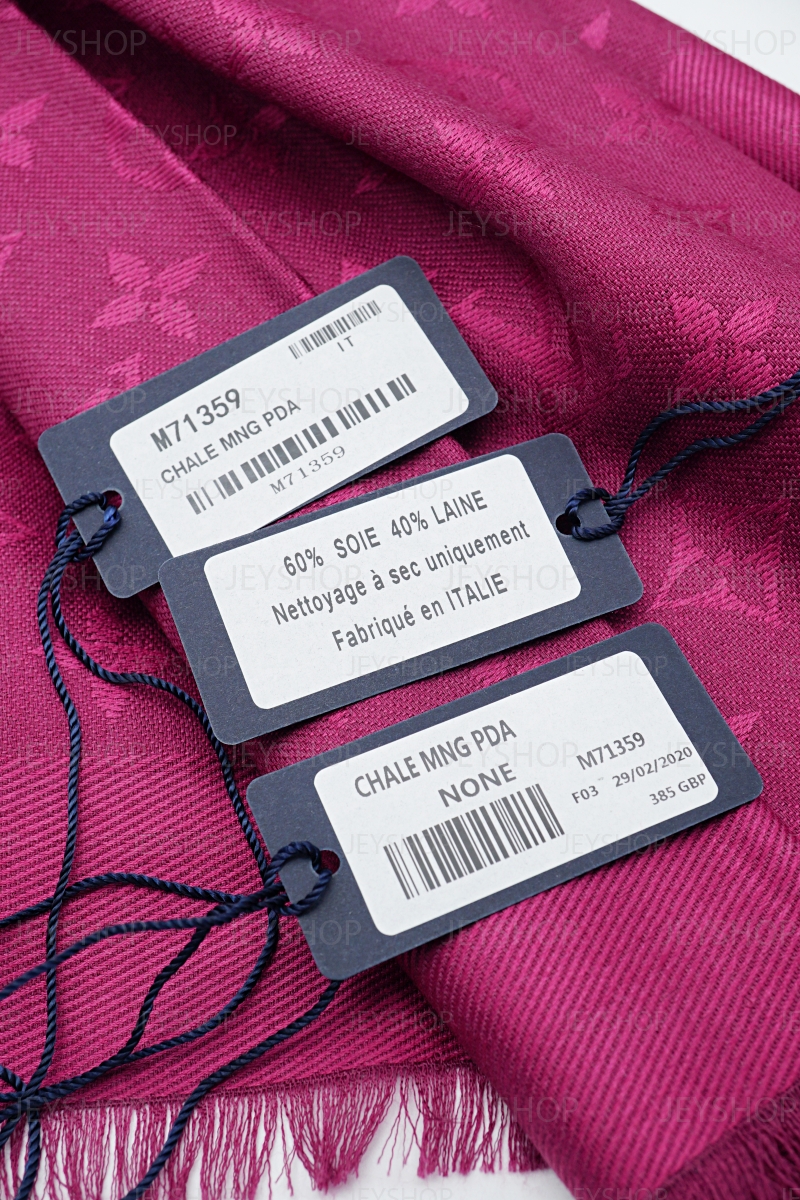 IT
M71359
CHALE MNG PDA
M71359
60% SOIE 40% LAINE
Nettoyage à sec uniquement
Fabriqué en ITALIE
CHALE MNG PDA
NONE
M71359
F03 - 29/02/2020
385 GBP
JEYSHOP